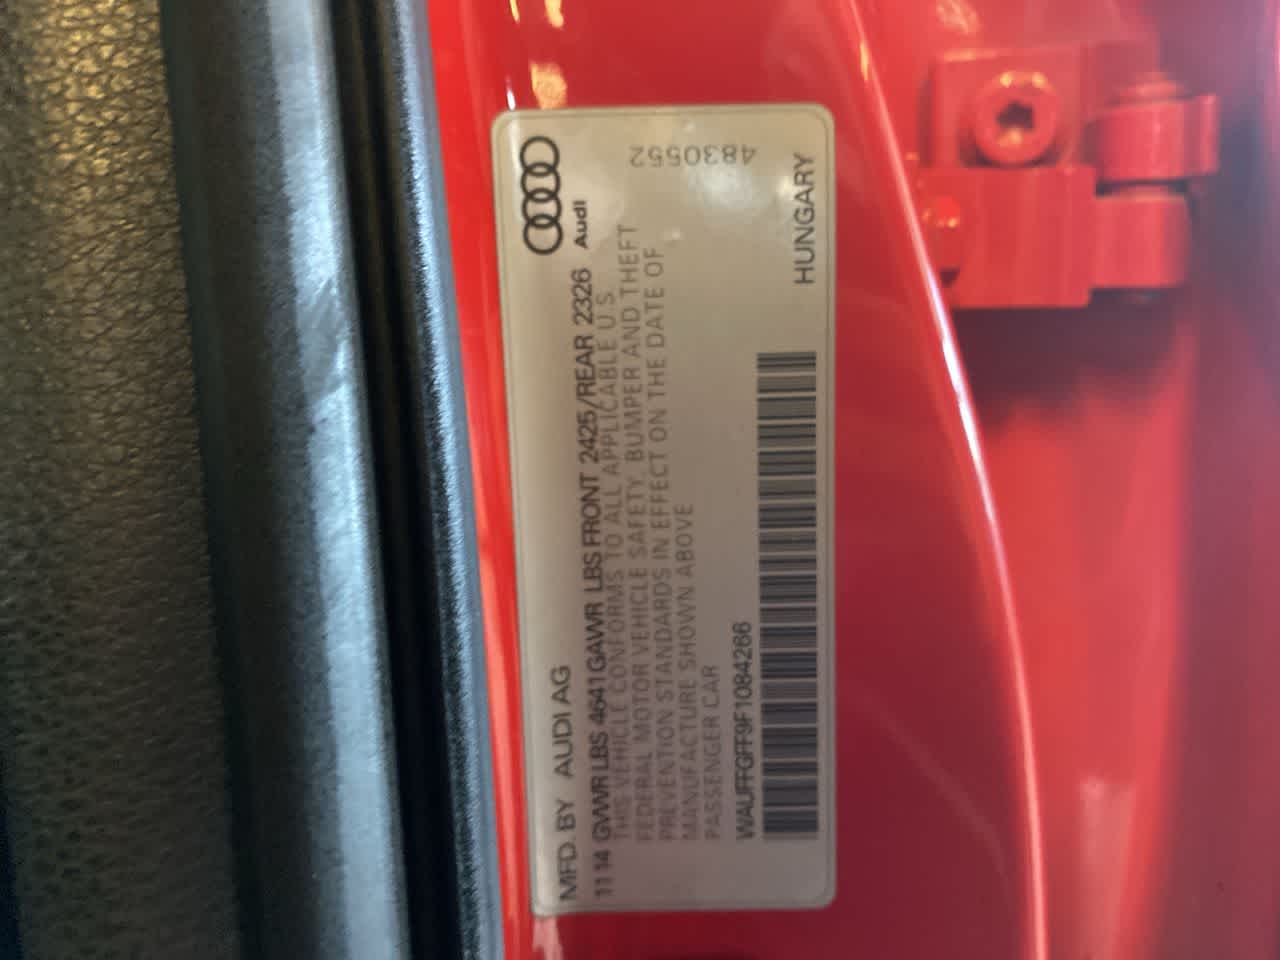 MFD. BY AUDI AG
Audi
11 14 GVWR LBS 4641 GAWR LBS FRONT 2425/REAR 2326
THIS VEHICLE CONFORMS TO ALL APPLICABLE U.S.
FEDERAL MOTOR VEHICLE SAFETY, BUMPER AND THEFT
PREVENTION STANDARDS IN EFFECT ON THE DATE OF
MANUFACTURE SHOWN ABOVE
PASSENGER CAR
WAUFFGFF9F1084266
HUNGARY
4830552